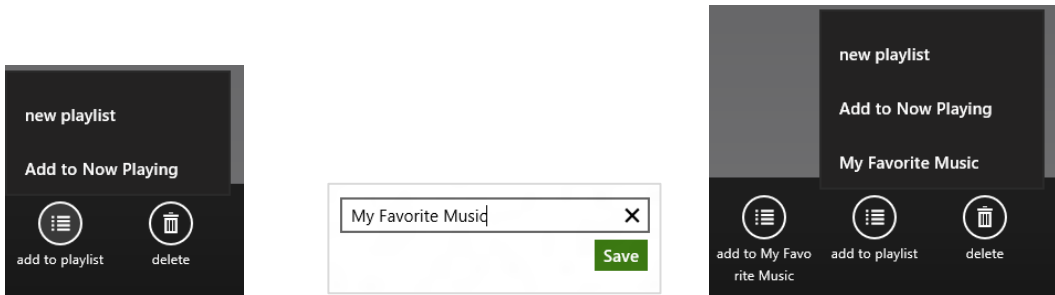 new playlist
Add to Now Playing
add to playlist
delete
My Favorite Music
Save
new playlist
Add to Now Playing
My Favorite Music
add to My Favo
rite Music
add to playlist
delete